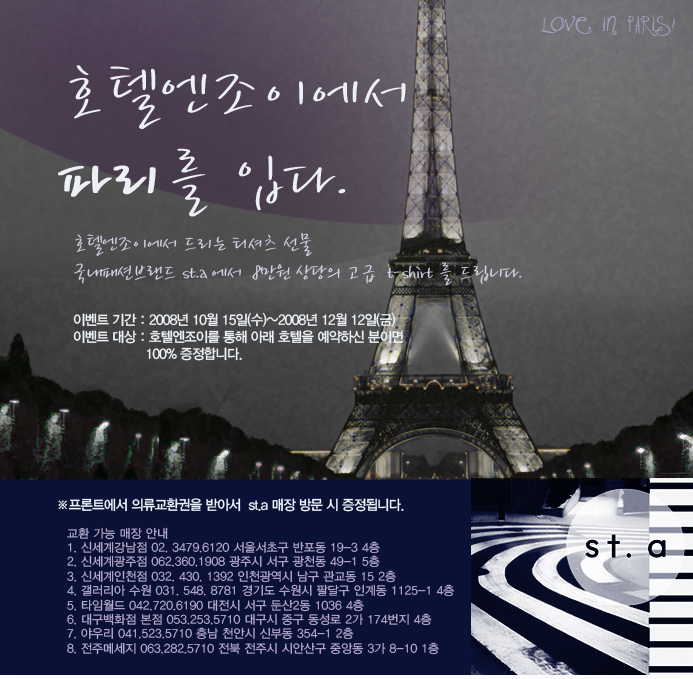 LOVE IN PARIS!
호텔엔조이에서
파리를 입다.
호텔엔조이에서 드리는 티셔츠 선물
국내패션브랜드 st.a 에서 8만원 상당의 고급 t-shirt 를 드립니다.
이벤트 기간 : 2008년 10월 15일(수)~2008년 12월 12일(금)
이벤트 대상 : 호텔엔조이를 통해 아래 호텔을 예약하신 분이면
100% 증정합니다.
※프론트에서 의류교환권을 받아서 st.a 매장 방문 시 증정됩니다.
교환 가능 매장 안내
1. 신세계강남점 02. 3479.6120 서울서초구 반포동 19-3 4층
2. 신세계광주점 062.360.1908 광주시 서구 광천동 49-1 5층
3. 신세계인천점 032. 430. 1392 인천광역시 남구 관교동 15 2층
4. 갤러리아 수원 031. 548. 8781 경기도 수원시 팔달구 인계동 1125-1 4층
5. 타임월드 042.720.6190 대전시 서구 둔산2동 1036 4층
6. 대구백화점 본점 053.253.5710 대구시 중구 동성로 2가 174번지 4층
7. 야우리 041.523.5710 충남 천안시 신부동 354-1 2층
8. 전주메세지 063.282.5710 전북 전주시 시안산구 중앙동 3가 8-10 1층
st. a